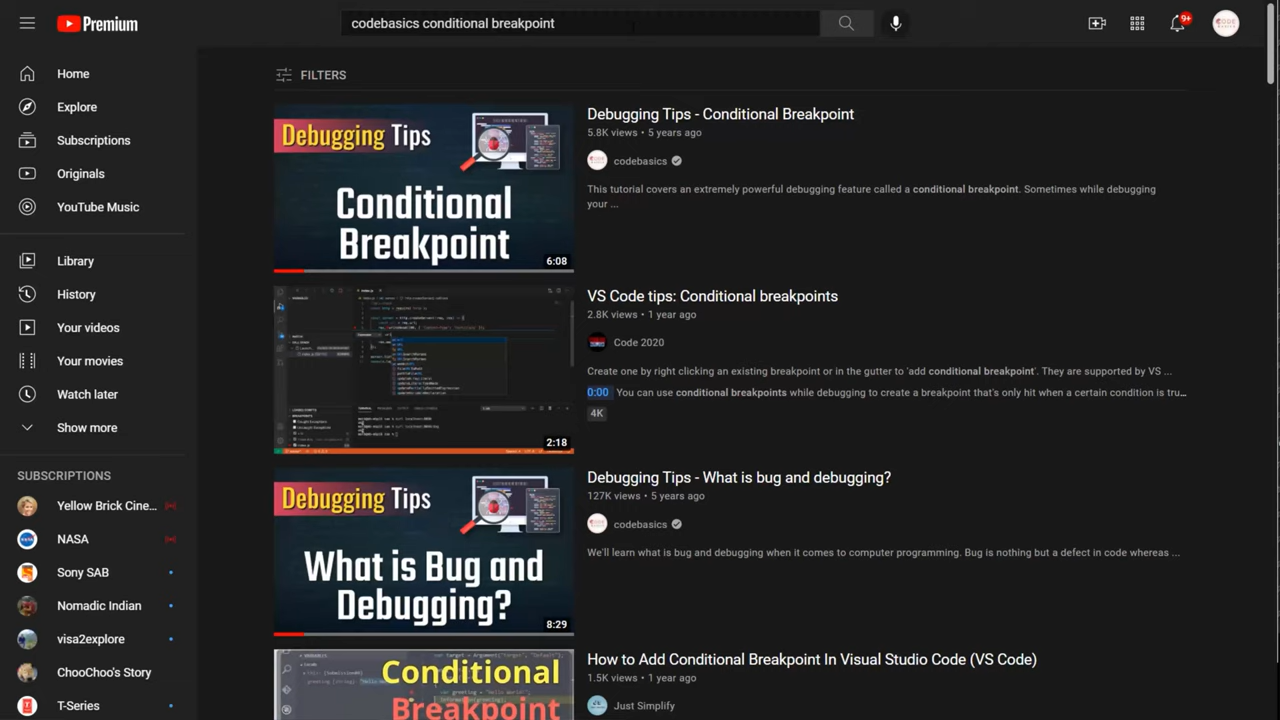 Premium
codebasics conditional breakpoint
9+
CODE
BASICS
Home
Explore
Subscriptions
Originals
YouTube Music
Library
History
Your videos
Your movies
Watch later
Show more
SUBSCRIPTIONS
Yellow Brick Cine...
NASA
Sony SAB
Nomadic Indian
visa2explore
ChoChoo's Story
T-Series
FILTERS
Debugging Tips
Conditional
Breakpoint
6:08
Debugging Tips - Conditional Breakpoint
5.8K views • 5 years ago
codebasics
This tutorial covers an extremely powerful debugging feature called a conditional breakpoint. Sometimes while debugging
your ...
2:18
VS Code tips: Conditional breakpoints
2.8K views • 1 year ago
Code 2020
Create one by right clicking an existing breakpoint or in the gutter to 'add conditional breakpoint'. They are supported by VS ...
0:00 You can use conditional breakpoints while debugging to create a breakpoint that's only hit when a certain condition is tru...
4K
Debugging Tips
What is Bug and
Debugging?
8:29
Debugging Tips - What is bug and debugging?
127K views • 5 years ago
codebasics
We'll learn what is bug and debugging when it comes to computer programming. Bug is nothing but a defect in code whereas ...
Conditional
Breakpoint
How to Add Conditional Breakpoint In Visual Studio Code (VS Code)
1.5K views • 1 year ago
Just Simplify